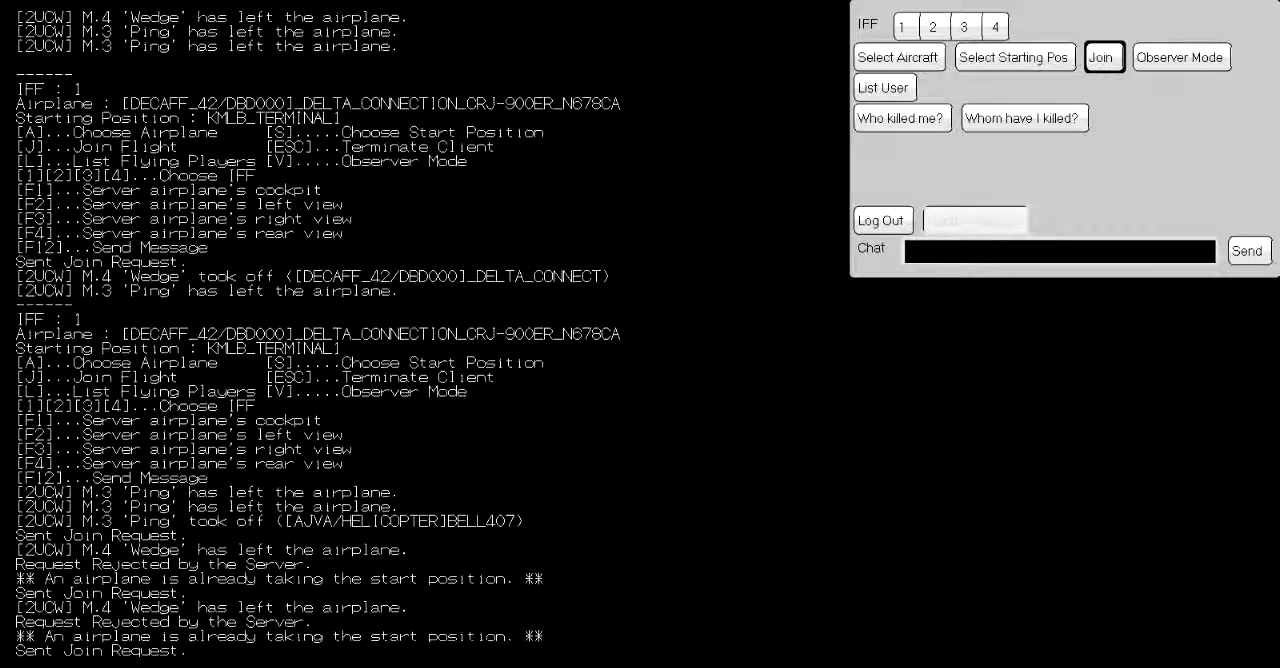 [2UCW] M.4 'Wedge' has left the airplane.
[2UCW] M.3 'Ping' has left the airplane.
[2UCW] M.3 'Ping' has left the airplane.
------
IFF : 1
Airplane : [DECAFF_42/DBD000]_DELTA_CONNECTION_CRJ-900ER_N678CA
Starting Position : KMLB_TERMINAL1
[A]...Choose Airplane [S].....Choose Start Position
[J]...Join Flight [ESC]...Terminate Client
[L]...List Flying Players [V].....Observer Mode
[1][2][3][4]...Choose IFF
[F1]...Server airplane's cockpit
[F2]...Server airplane's left view
[F3]...Server airplane's right view
[F4]...Server airplane's rear view
[F12]...Send Message
Sent Join Request.
[2UCW] M.4 'Wedge' took off ([DECAFF_42/DBD000]_DELTA_CONNECT)
[2UCW] M.3 'Ping' has left the airplane.
------
IFF : 1
Airplane : [DECAFF_42/DBD000]_DELTA_CONNECTION_CRJ-900ER_N678CA
Starting Position : KMLB_TERMINAL1
[A]...Choose Airplane [S].....Choose Start Position
[J]...Join Flight [ESC]...Terminate Client
[L]...List Flying Players [V].....Observer Mode
[1][2][3][4]...Choose IFF
[F1]...Server airplane's cockpit
[F2]...Server airplane's left view
[F3]...Server airplane's right view
[F4]...Server airplane's rear view
[F12]...Send Message
[2UCW] M.3 'Ping' has left the airplane.
[2UCW] M.3 'Ping' has left the airplane.
[2UCW] M.3 'Ping' took off ([AJVA/HELICOPTER]BELL407)
Sent Join Request.
[2UCW] M.4 'Wedge' has left the airplane.
Request Rejected by the Server.
** An airplane is already taking the start position. **
Sent Join Request.
[2UCW] M.4 'Wedge' has left the airplane.
Request Rejected by the Server.
** An airplane is already taking the start position. **
Sent Join Request.
IFF 1 2 3 4
Select Aircraft Select Starting Pos Join Observer Mode
List User
Who killed me? Whom have I killed?
Log Out
Chat Send